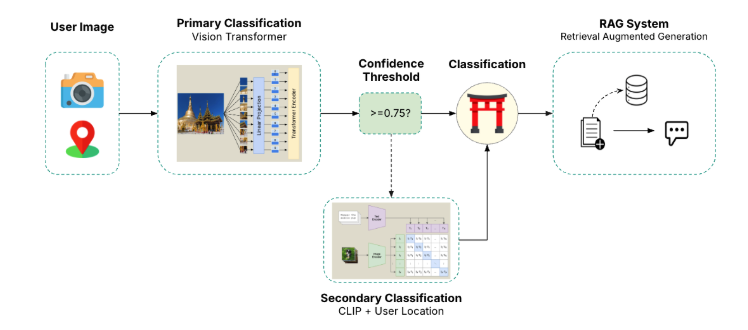 User Image
Primary Classification
Vision Transformer
RAG System
Retrieval Augmented Generation
Confidence
Threshold
Classification
Linear Projection
Transformer Encoder
>=0.75?
Secondary Classification
CLIP + User Location